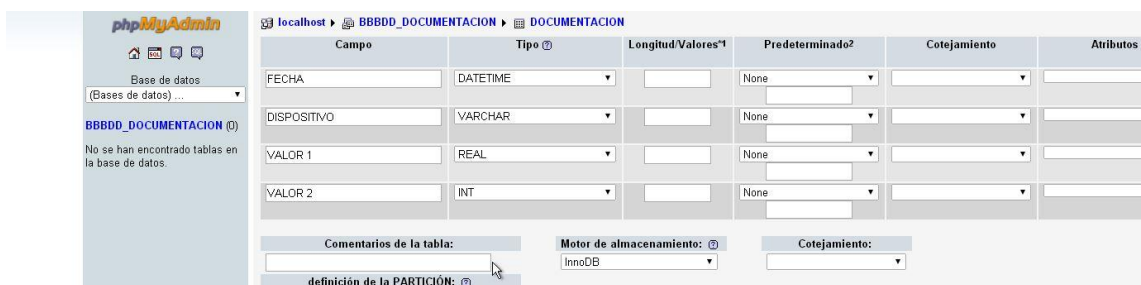 phpMyAdmin
localhost ▸ BBBDD_DOCUMENTACION ▸ DOCUMENTACION
Base de datos
(Bases de datos) ...
BBBDD_DOCUMENTACION (0)
No se han encontrado tablas en
la base de datos.
Campo Tipo Longitud/Valores*1 Predeterminado2 Cotejamiento Atributos
FECHA DATETIME None
DISPOSITIVO VARCHAR None
VALOR 1 REAL None
VALOR 2 INT None
Comentarios de la tabla: Motor de almacenamiento: Cotejamiento:
InnoDB
definición de la PARTICIÓN: